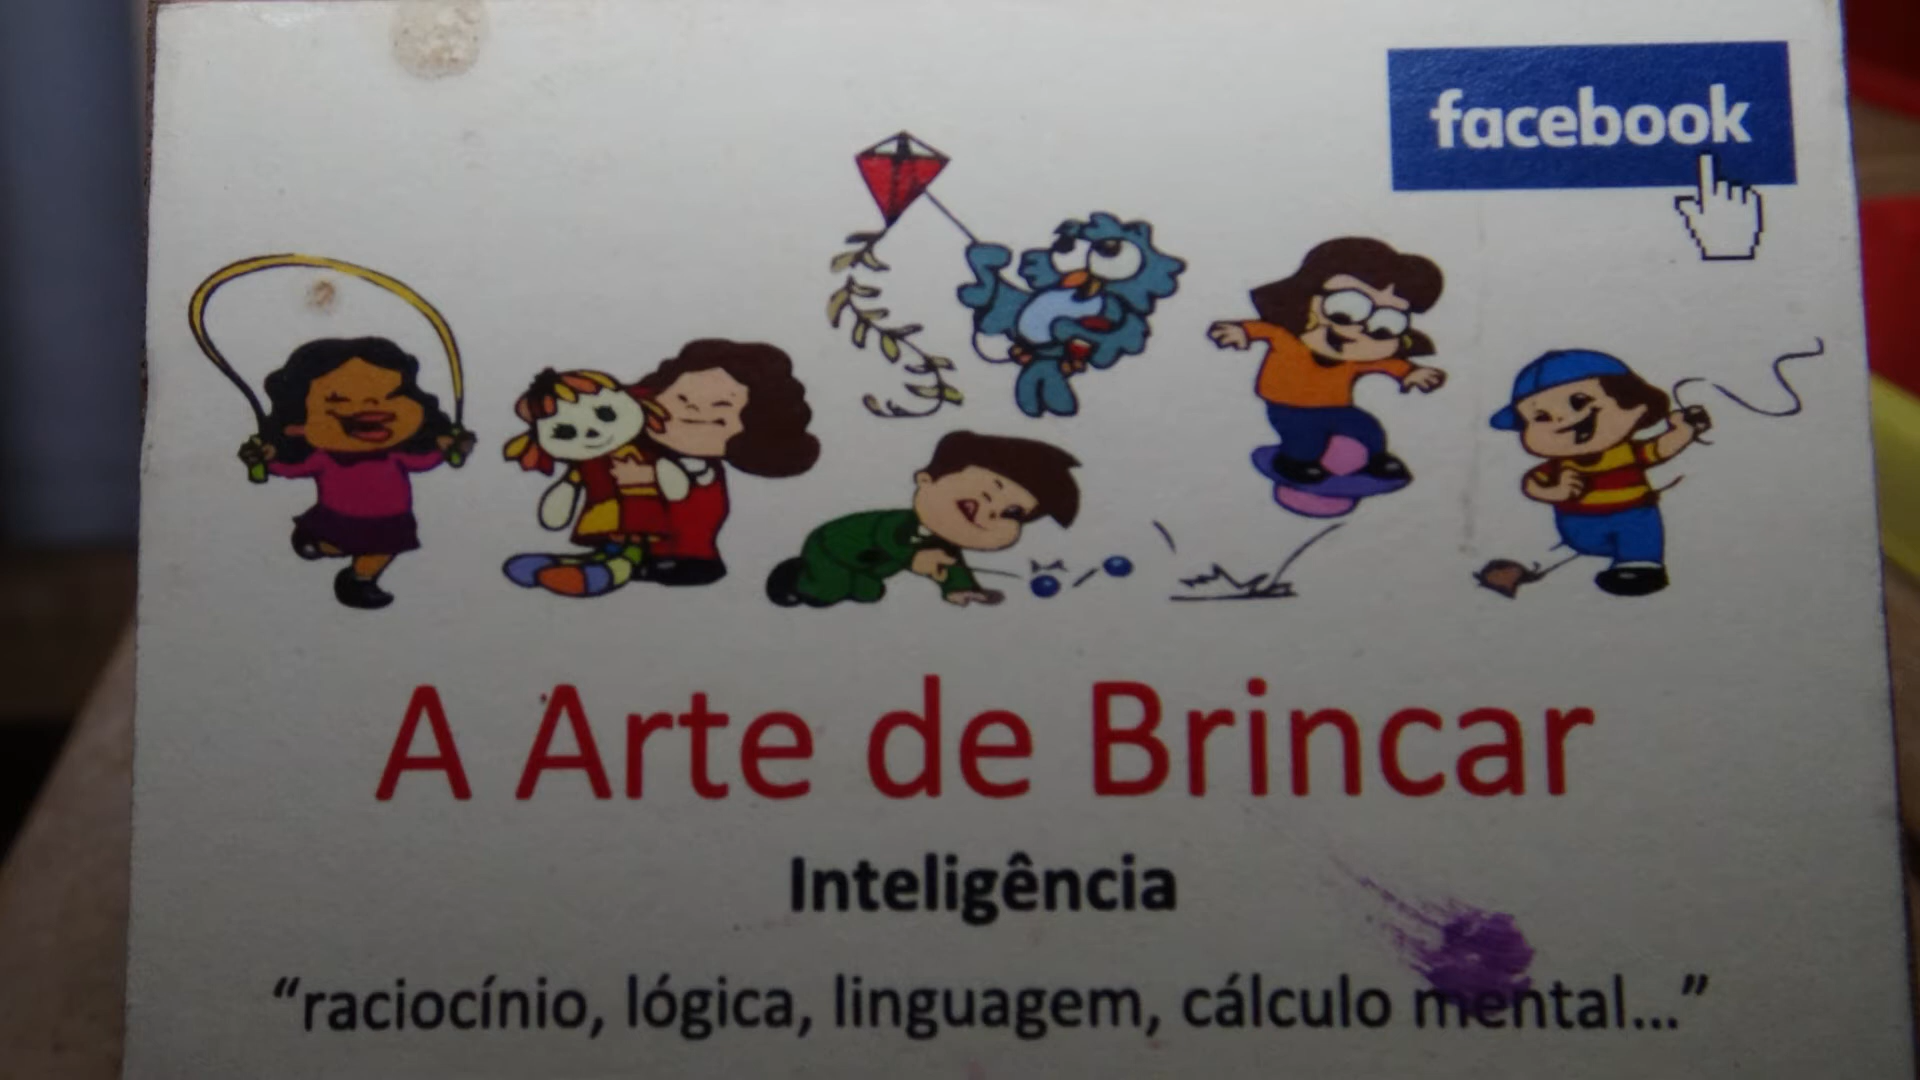 facebook
A Arte de Brincar
Inteligência
“raciocínio, lógica, linguagem, cálculo mental...”